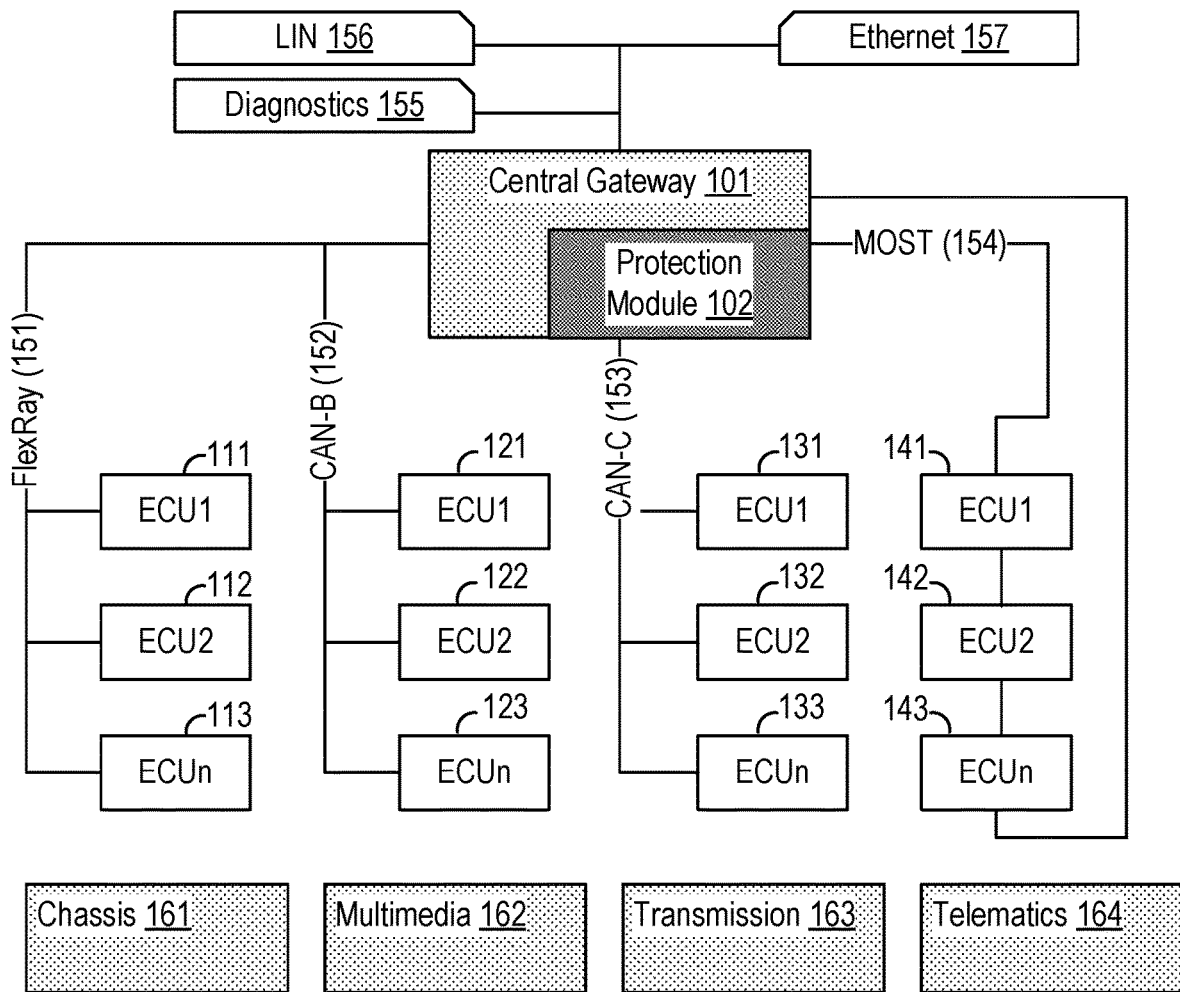 LIN 156
Ethernet 157
Diagnostics 155
Central Gateway 101
MOST (154)
Protection
Module 102
FlexRay (151)
CAN-B (152)
CAN-C (153)
111
121
131
141
ECU1
ECU1
ECU1
ECU1
112
122
132
142
ECU2
ECU2
ECU2
ECU2
113
123
133
143
ECUn
ECUn
ECUn
ECUn
Chassis 161
Multimedia 162
Transmission 163
Telematics 164